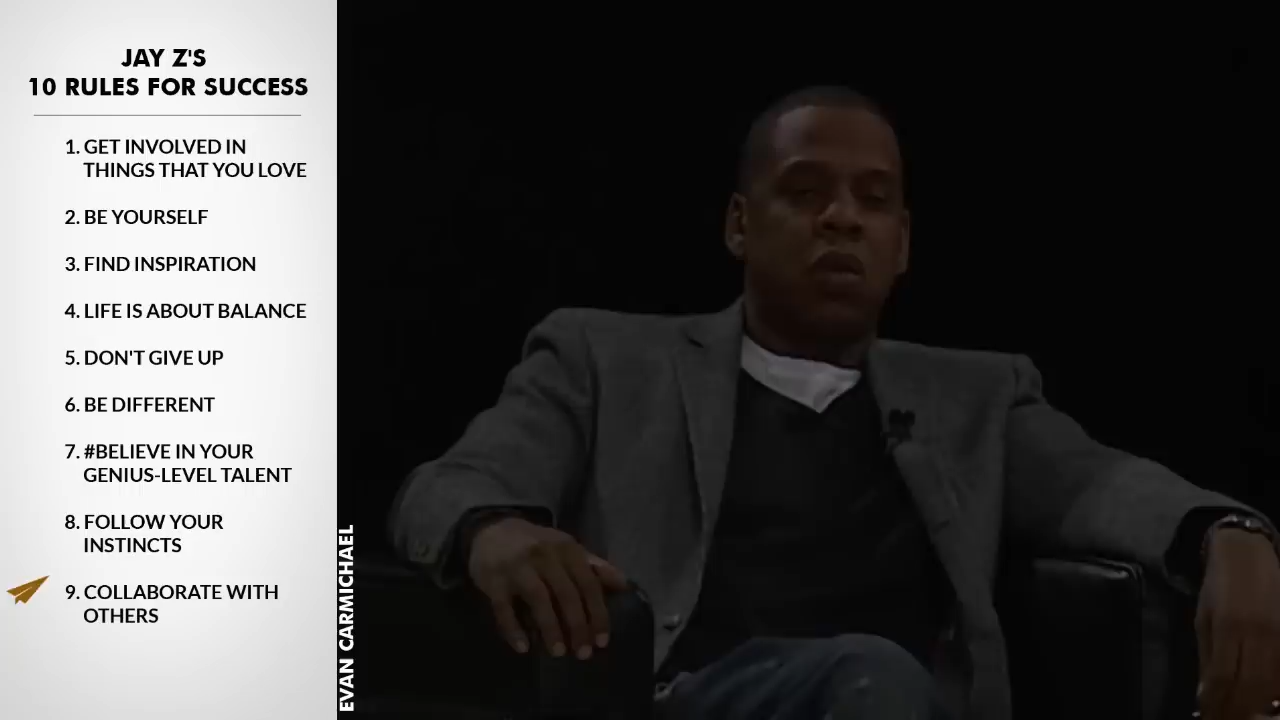 JAY Z'S
10 RULES FOR SUCCESS
1. GET INVOLVED IN
THINGS THAT YOU LOVE
2. BE YOURSELF
3. FIND INSPIRATION
4. LIFE IS ABOUT BALANCE
5. DON'T GIVE UP
6. BE DIFFERENT
7. #BELIEVE IN YOUR
GENIUS-LEVEL TALENT
8. FOLLOW YOUR
INSTINCTS
9. COLLABORATE WITH
OTHERS
EVAN CARMICHAEL